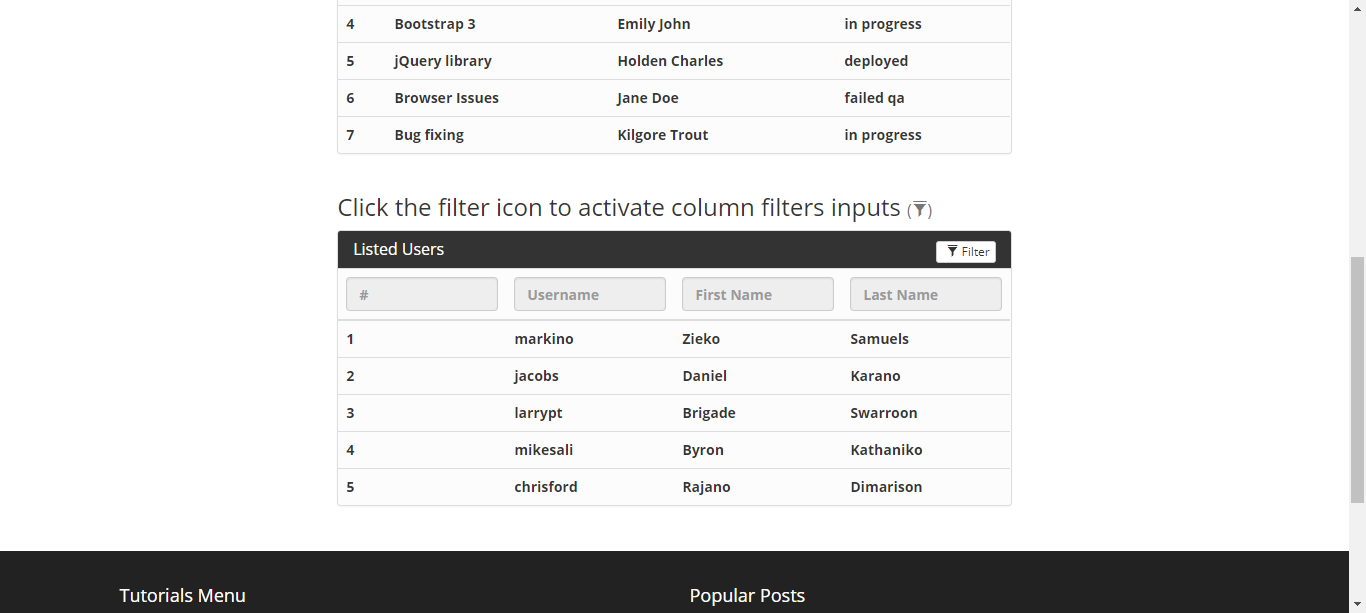 4 Bootstrap 3 Emily John in progress
5 jQuery library Holden Charles deployed
6 Browser Issues Jane Doe failed qa
7 Bug fixing Kilgore Trout in progress
Click the filter icon to activate column filters inputs ()
Listed Users Filter
# Username First Name Last Name
1 markino Zieko Samuels
2 jacobs Daniel Karano
3 larrypt Brigade Swarroon
4 mikesali Byron Kathaniko
5 chrisford Rajano Dimarison
Tutorials Menu Popular Posts